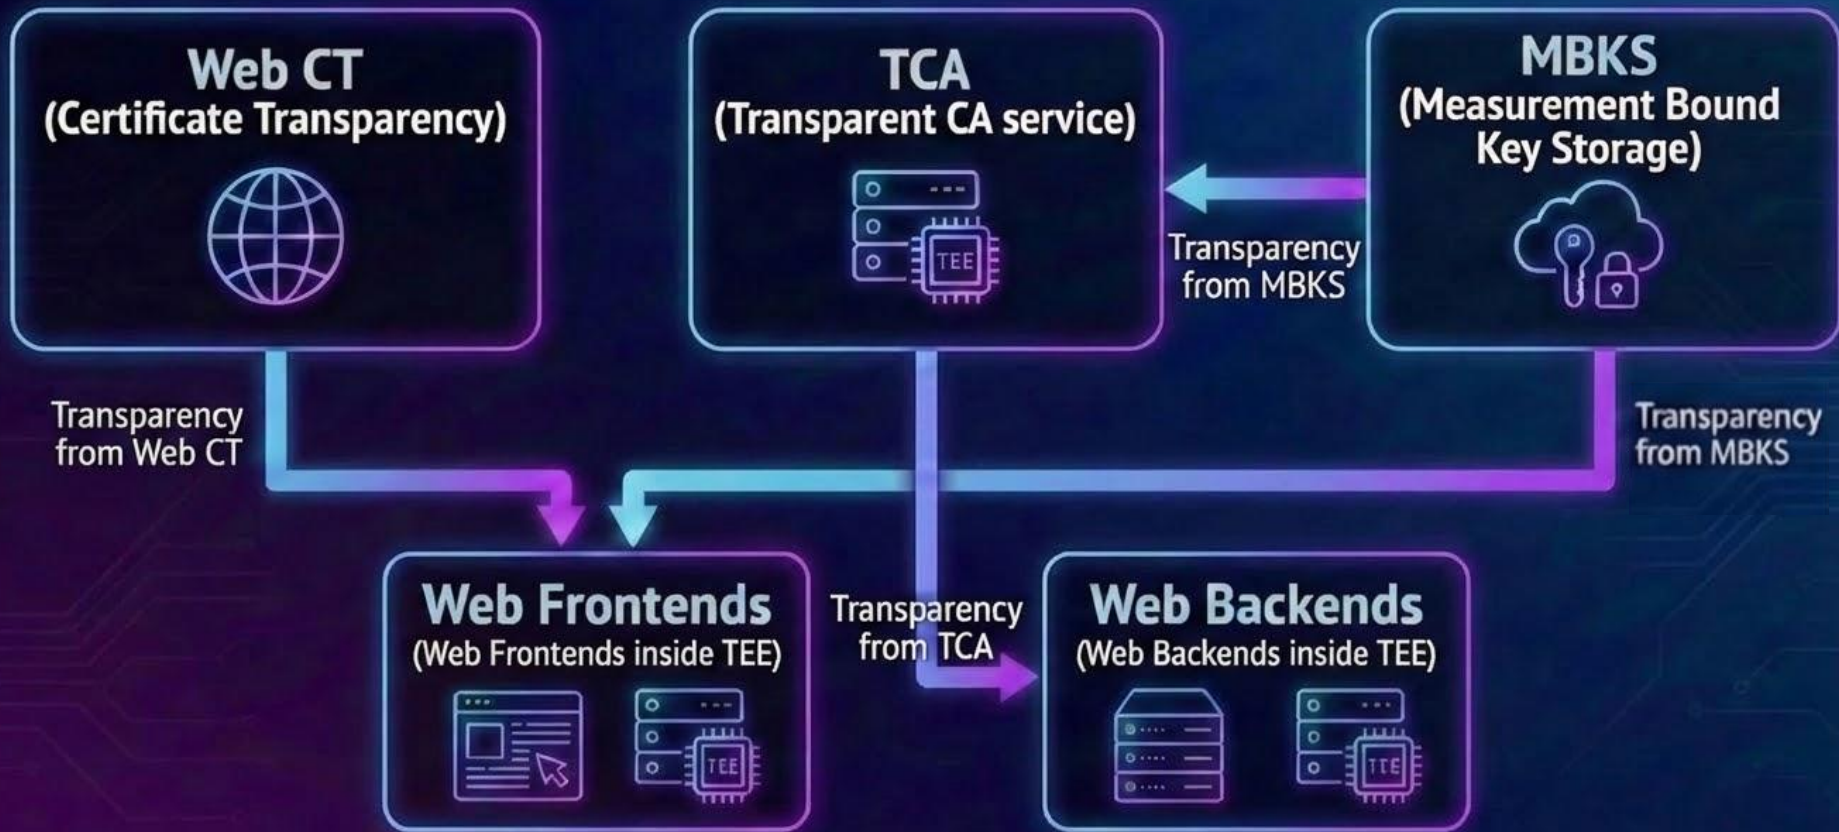 Web CT
(Certificate Transparency)
TCA
(Transparent CA service)
TEE
MBKS
(Measurement Bound
Key Storage)
Transparency
from MBKS
Transparency
from Web CT
Transparency
from MBKS
Web Frontends
(Web Frontends inside TEE)
TEE
Transparency
from TCA
Web Backends
(Web Backends inside TEE)
TTE